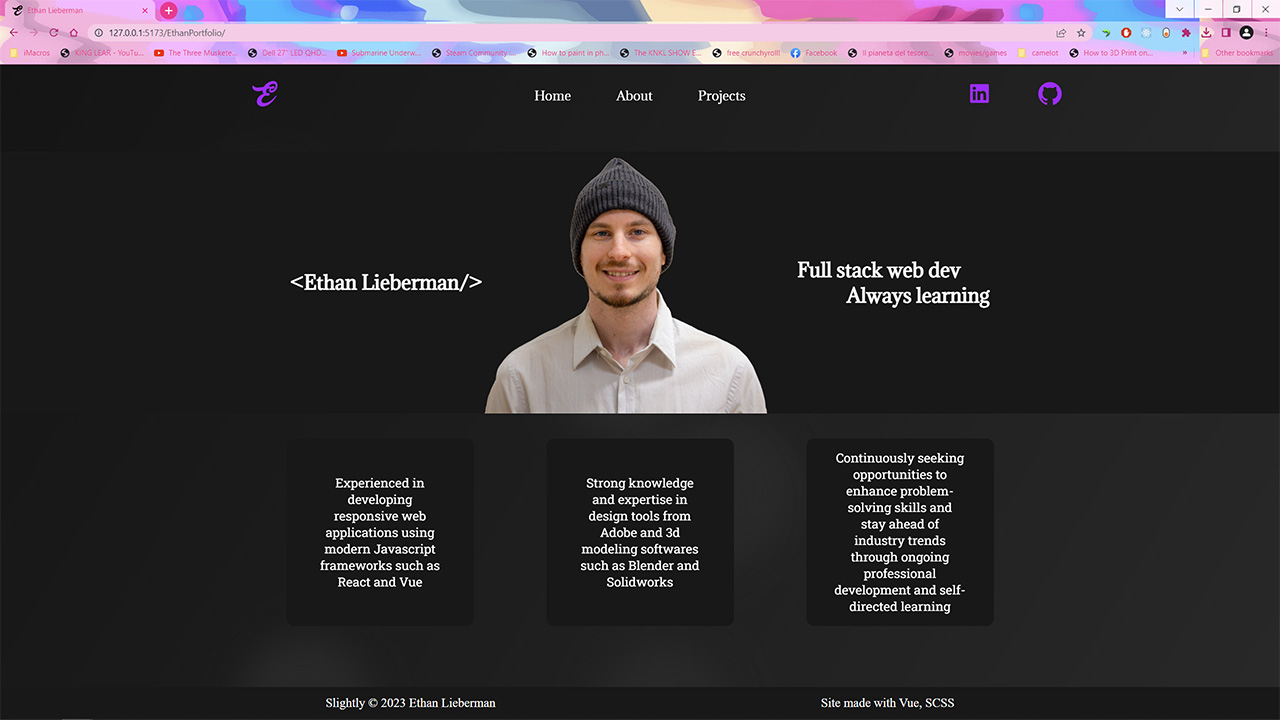 Ethan Lieberman
127.0.0.1:5173/EthanPortfolio/
iMacros
KING LEAR - YouTu...
The Three Muskete...
Dell 27" LED QHD...
Submarine Underw...
Steam Community :...
How to paint in ph...
The KNKL SHOW E...
free,crunchyroll!
Facebook
Il pianeta del tesoro...
movies/games
camelot
How to 3D Print on...
»
Other bookmarks
E
Home About Projects
in
<Ethan Lieberman/>
Full stack web dev
Always learning
Experienced in
developing
responsive web
applications using
modern Javascript
frameworks such as
React and Vue
Strong knowledge
and expertise in
design tools from
Adobe and 3d
modeling softwares
such as Blender and
Solidworks
Continuously seeking
opportunities to
enhance problem-
solving skills and
stay ahead of
industry trends
through ongoing
professional
development and self-
directed learning
Slightly © 2023 Ethan Lieberman
Site made with Vue, SCSS